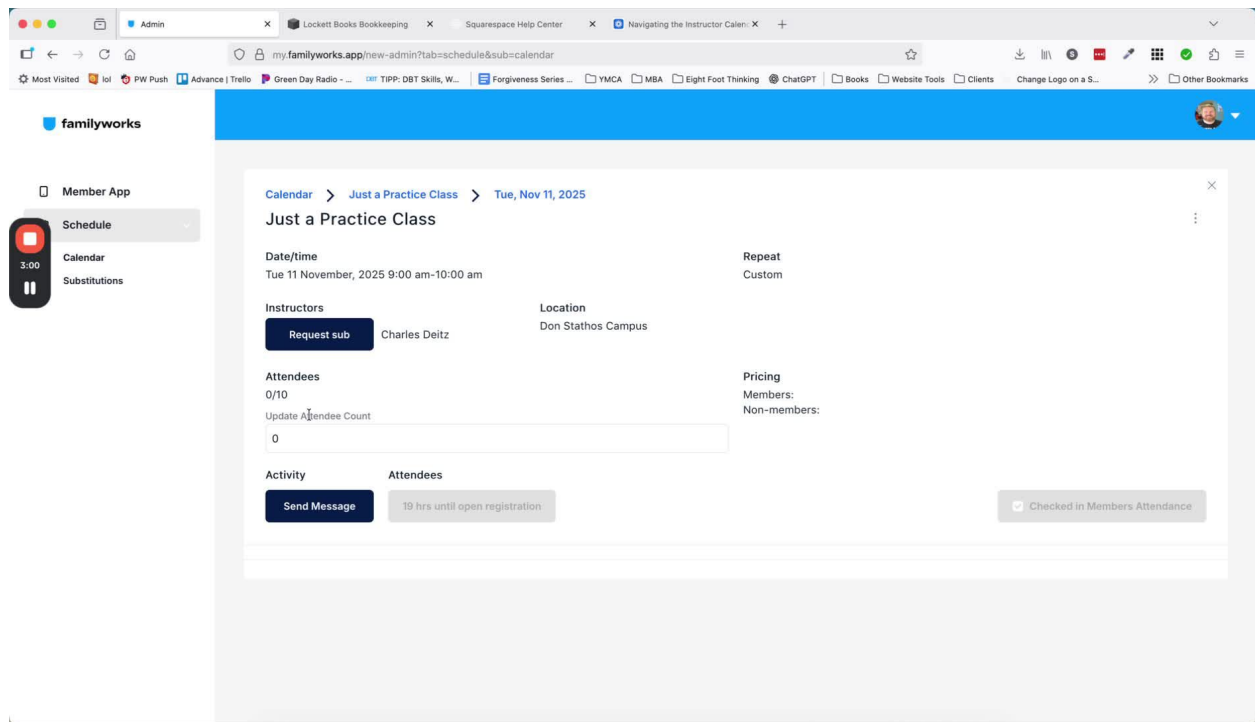 Admin
Lockett Books Bookkeeping
Squarespace Help Center
Navigating the Instructor Calen
my.familyworks.app/new-admin?tab=schedule&sub=calendar
Most Visited lol PW Push Advance | Trello Green Day Radio - ... TIPP: DBT Skills, W... Forgiveness Series ... YMCA MBA Eight Foot Thinking ChatGPT Books Website Tools Clients Change Logo on a S... Other Bookmarks
familyworks
Member App
Schedule
Calendar
Substitutions
3:00
Calendar Just a Practice Class Tue, Nov 11, 2025
Just a Practice Class
Date/time
Tue 11 November, 2025 9:00 am-10:00 am
Repeat
Custom
Instructors
Request sub Charles Deitz
Location
Don Stathos Campus
Attendees
0/10
Update Attendee Count
0
Pricing
Members:
Non-members:
Activity Attendees
Send Message 19 hrs until open registration Checked in Members Attendance